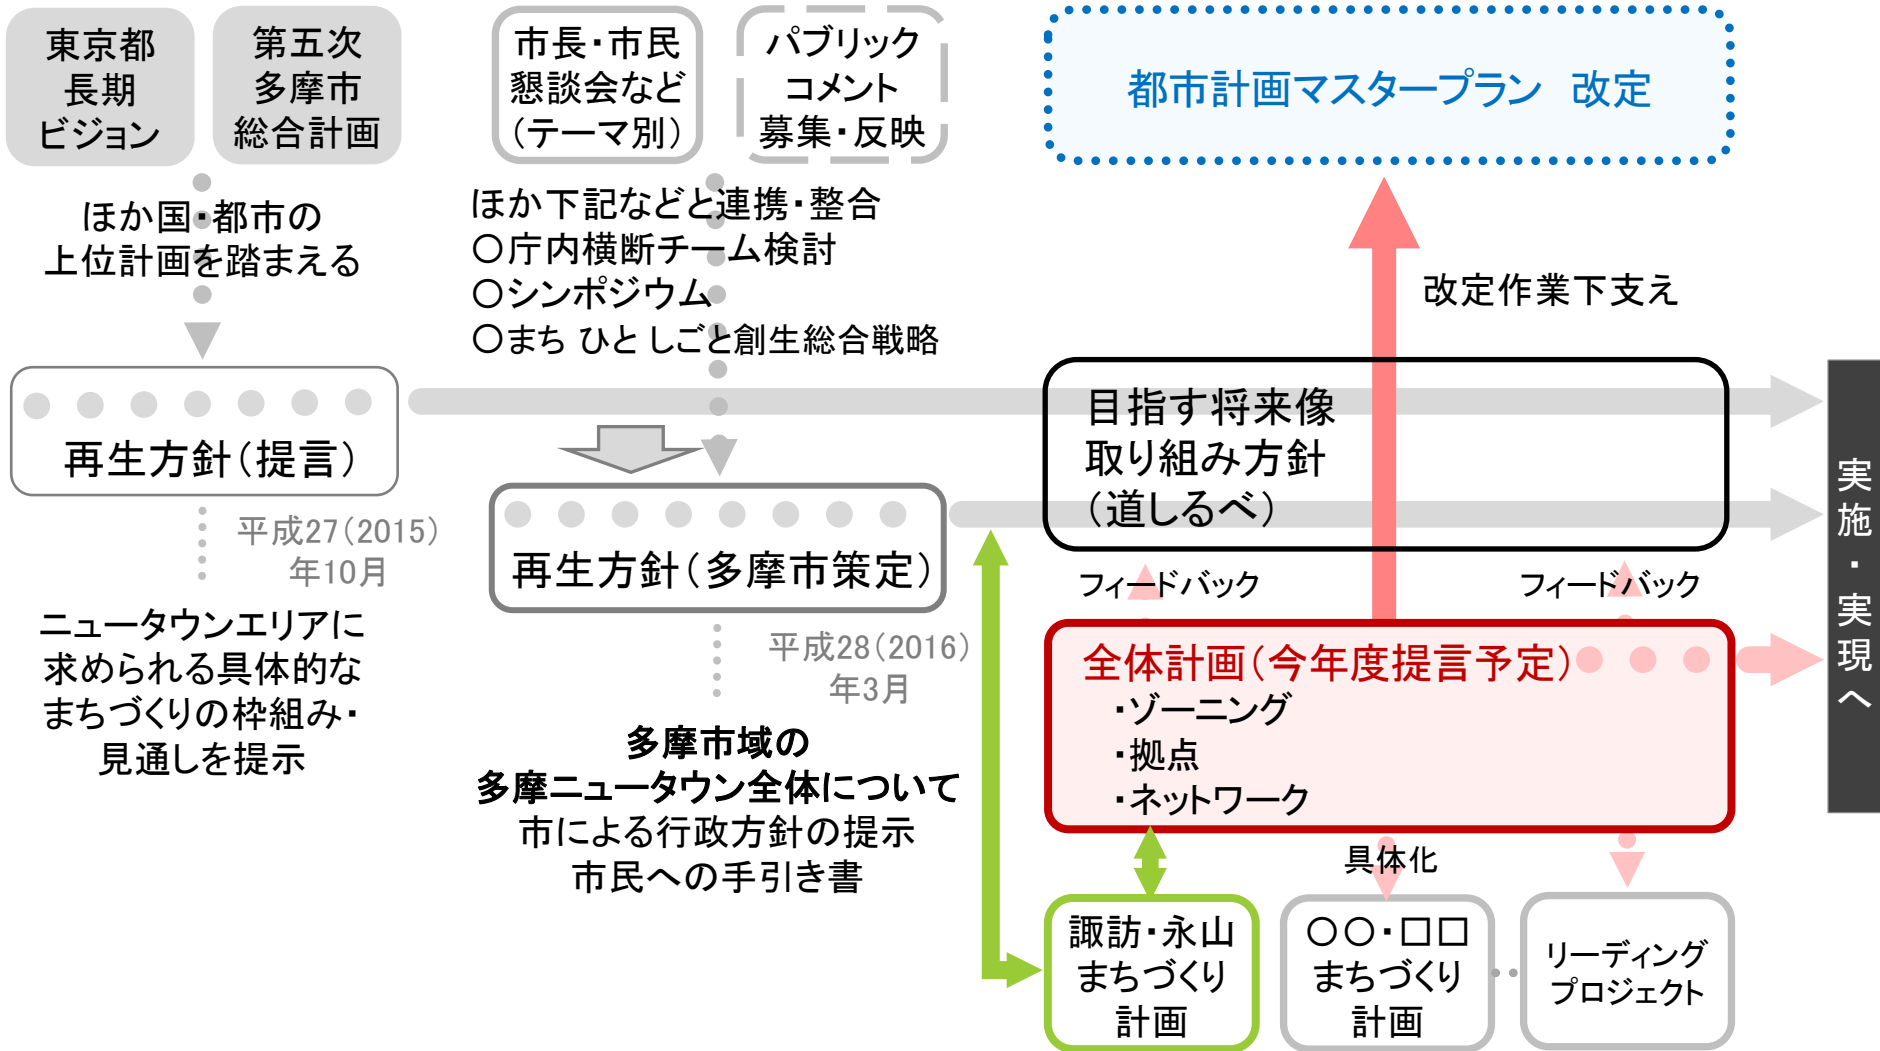 東京都
長期
ビジョン
第五次
多摩市
総合計画
ほか国・都市の
上位計画を踏まえる
再生方針（提言）
平成27（2015）
年10月
ニュータウンエリアに
求められる具体的な
まちづくりの枠組み・
見通しを提示
市長・市民
懇談会など
（テーマ別）
パブリック
コメント
募集・反映
ほか下記などと連携・整合
〇庁内横断チーム検討
〇シンポジウム
〇まち ひと しごと創生総合戦略
再生方針（多摩市策定）
平成28（2016）
年3月
多摩市域の
多摩ニュータウン全体について
市による行政方針の提示
市民への手引き書
都市計画マスタープラン　改定
改定作業下支え
目指す将来像
取り組み方針
（道しるべ）
フィードバック
フィードバック
全体計画（今年度提言予定）
・ゾーニング
・拠点
・ネットワーク
具体化
諏訪・永山
まちづくり
計画
〇〇・□□
まちづくり
計画
リーディング
プロジェクト
実施・実現へ